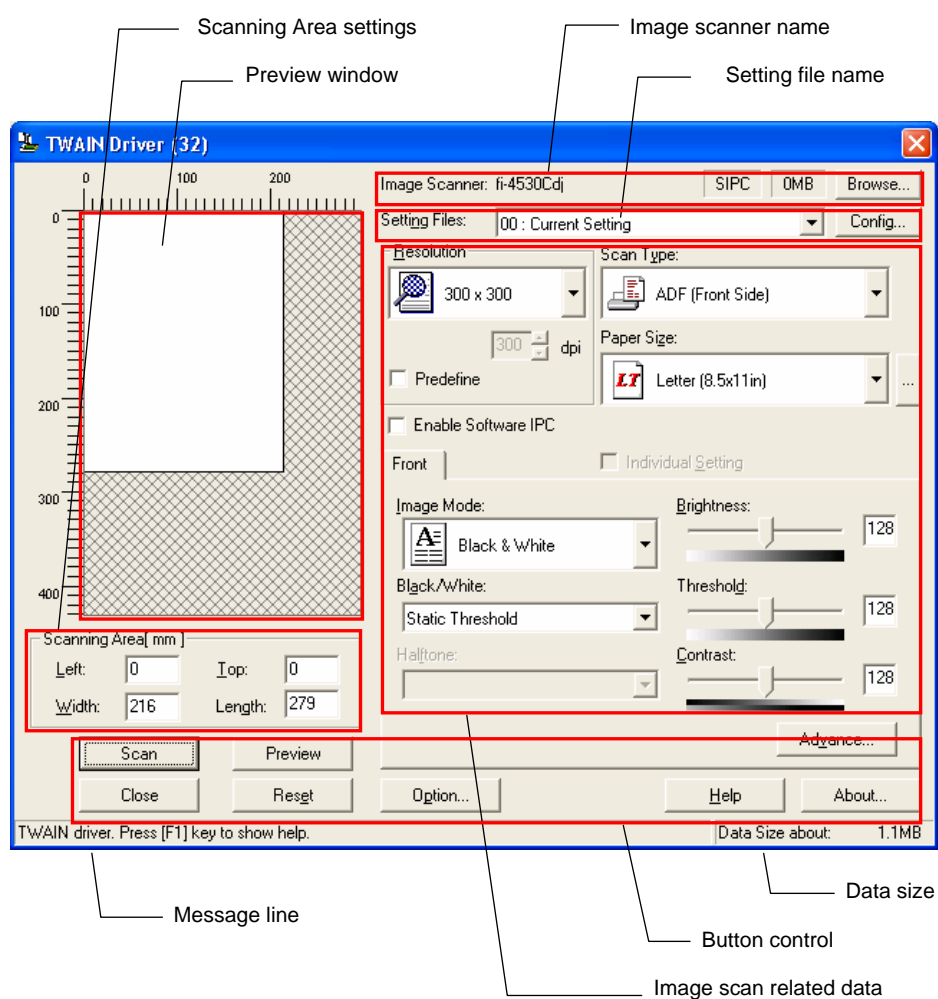 Scanning Area settings
Image scanner name
Preview window
Setting file name
TWAIN Driver (32)
0 100 200
Image Scanner: fi-4530Cdj SIPC 0MB Browse...
0
Setting Files: 00 : Current Setting Config...
Resolution
Scan Type:
300 x 300
ADF (Front Side)
100
300 dpi
Paper Size:
Predefine
LT Letter (8.5x11in) ...
200
Enable Software IPC
Front
Individual Setting
300
Image Mode:
Brightness:
Black & White
128
400
Black/White:
Threshold:
Static Threshold
128
Scanning Area[ mm ]
Left: 0 Top: 0
Halftone:
Contrast:
128
Width: 216 Length: 279
Advance...
Scan Preview
Close Reset Option... Help About...
TWAIN driver. Press [F1] key to show help.
Data Size about: 1.1MB
Data size
Message line
Button control
Image scan related data